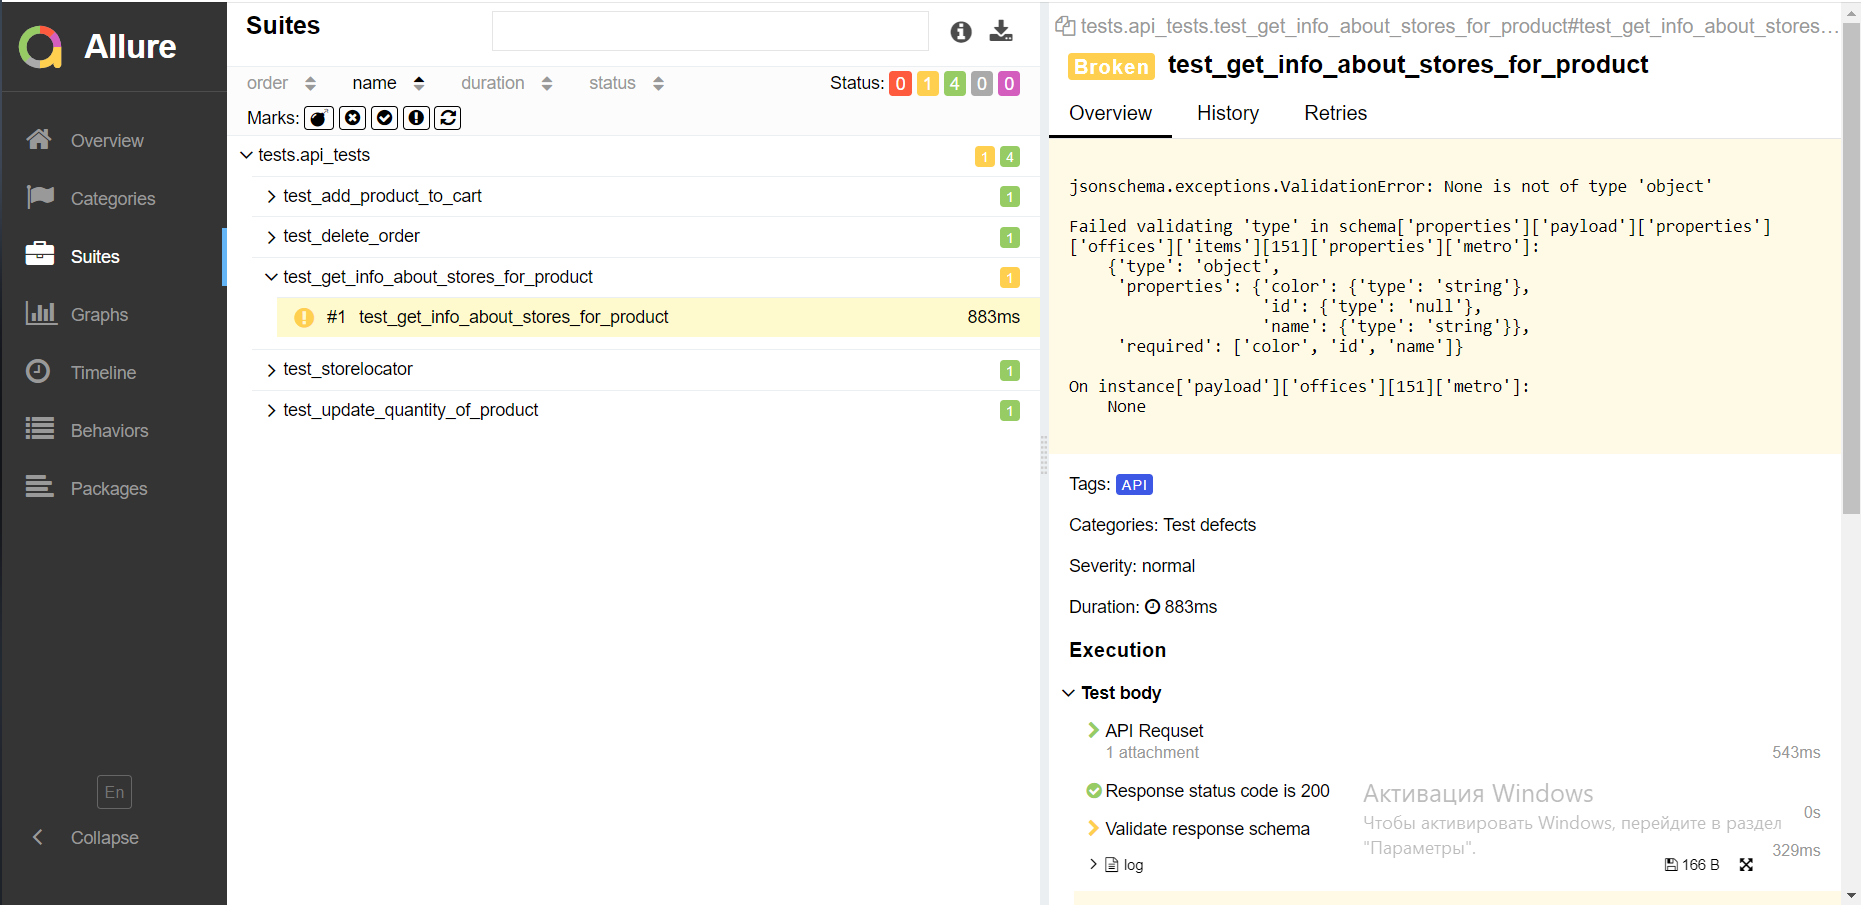 Allure
Overview
Categories
Suites
Graphs
Timeline
Behaviors
Packages
En
Collapse
Suites
order name duration status Status: 0 1 4 0 0
Marks:
tests.api_tests 1 4
test_add_product_to_cart 1
test_delete_order 1
test_get_info_about_stores_for_product 1
#1 test_get_info_about_stores_for_product 883ms
test_storelocator 1
test_update_quantity_of_product 1
tests.api_tests.test_get_info_about_stores_for_product#test_get_info_about_stores...
Broken test_get_info_about_stores_for_product
Overview History Retries
jsonschema.exceptions.ValidationError: None is not of type 'object'
Failed validating 'type' in schema['properties']['payload']['properties']
['offices']['items'][151]['properties']['metro']:
{'type': 'object',
'properties': {'color': {'type': 'string'},
'id': {'type': 'null'},
'name': {'type': 'string'}},
'required': ['color', 'id', 'name']}
On instance['payload']['offices'][151]['metro']:
None
Tags: API
Categories: Test defects
Severity: normal
Duration: 883ms
Execution
Test body
API Requset
1 attachment 543ms
Response status code is 200 0s
Validate response schema 329ms
log 166 B
Активация Windows
Чтобы активировать Windows, перейдите в раздел
"Параметры".